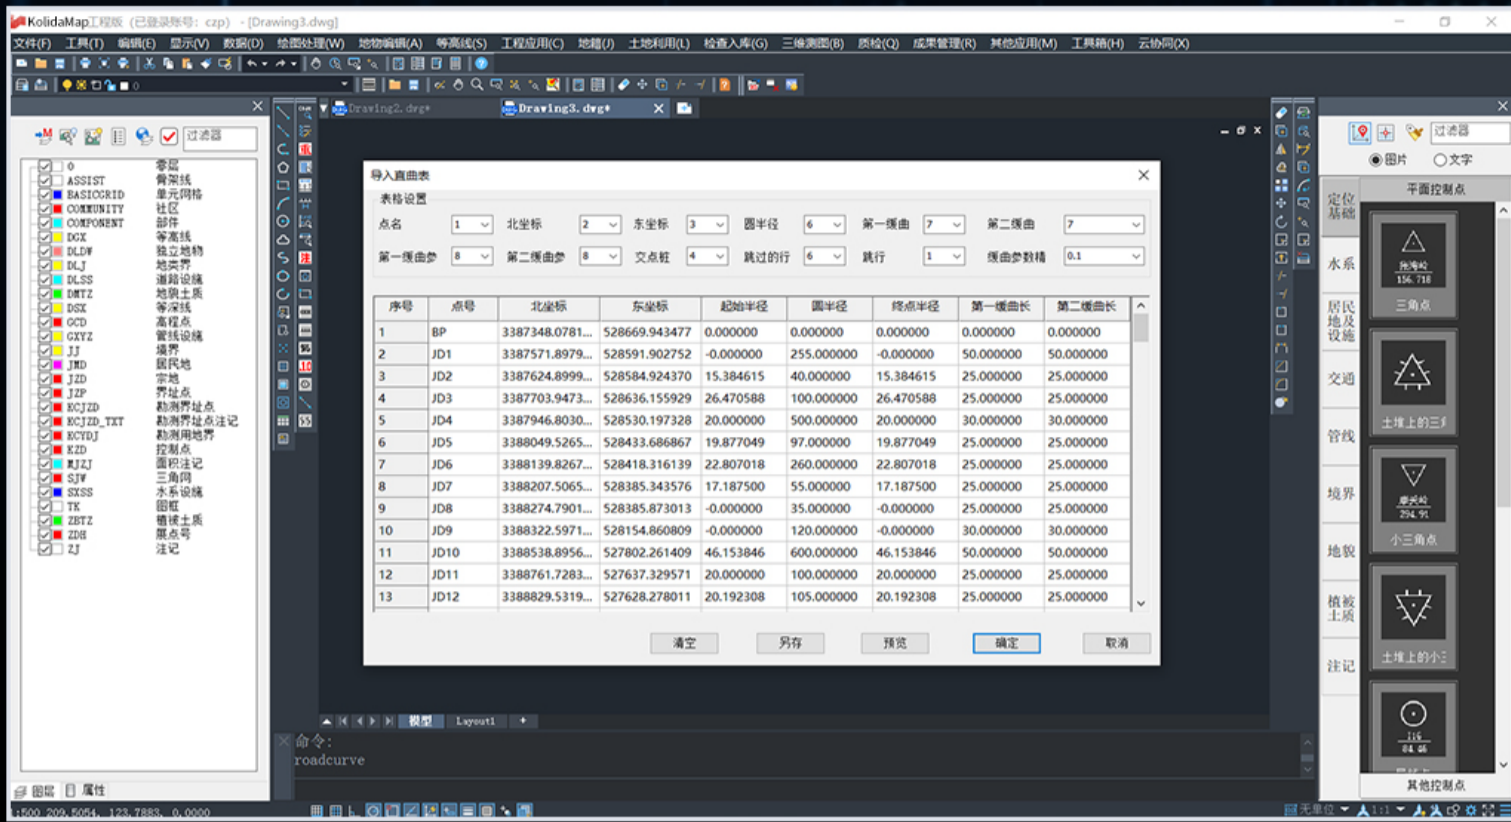 KolidaMap工程版 (已登录账号: czp) - [Drawing3.dwg]
文件(F) 工具(T) 编辑(E) 显示(V) 数据(D) 绘图处理(W) 地物编辑(A) 等高线(S) 工程应用(C) 地籍(J) 土地利用(L) 检查入库(G) 三维测图(B) 质检(Q) 成果管理(R) 其他应用(M) 工具箱(H) 云协同(X)
0
Drawing2.dwg* Drawing3.dwg*
过滤器
0 零层
ASSIST 骨架线
BASICGRID 单元网格
COMMUNITY 社区
COMPONENT 部件
DGX 等高线
DLDW 独立地物
DLJ 地类界
DLSS 道路设施
DMTZ 地貌土质
DSX 等深线
GCD 高程点
GXYZ 管线设施
JJ 境界
JMD 居民地
JZD 宗地
JZP 界址点
KCJZD 勘测界址点
KCJZD_TXT 勘测界址点注记
KCYDJ 勘测用地界
KZD 控制点
MJZJ 面积注记
SJW 三角网
SXSS 水系设施
TK 图框
ZBTZ 植被土质
ZDH 展点号
ZJ 注记
图层 属性
导入直曲表
表格设置
点名 1 北坐标 2 东坐标 3 圆半径 6 第一缓曲 7 第二缓曲 7
第一缓曲参 8 第二缓曲参 8 交点桩 4 跳过的行 6 跳行 1 缓曲参数精 0.1
序号 点号 北坐标 东坐标 起始半径 圆半径 终点半径 第一缓曲长 第二缓曲长
1 BP 3387348.0781... 528669.943477 0.000000 0.000000 0.000000 0.000000 0.000000
2 JD1 3387571.8979... 528591.902752 -0.000000 255.000000 -0.000000 50.000000 50.000000
3 JD2 3387624.8999... 528584.924370 15.384615 40.000000 15.384615 25.000000 25.000000
4 JD3 3387703.9473... 528636.155929 26.470588 100.000000 26.470588 25.000000 25.000000
5 JD4 3387946.8030... 528530.197328 20.000000 500.000000 20.000000 30.000000 30.000000
6 JD5 3388049.5265... 528433.686867 19.877049 97.000000 19.877049 25.000000 25.000000
7 JD6 3388139.8267... 528418.316139 22.807018 260.000000 22.807018 25.000000 25.000000
8 JD7 3388207.5065... 528385.343576 17.187500 55.000000 17.187500 25.000000 25.000000
9 JD8 3388274.7901... 528385.873013 -0.000000 35.000000 -0.000000 25.000000 25.000000
10 JD9 3388322.5971... 528154.860809 -0.000000 120.000000 -0.000000 30.000000 30.000000
11 JD10 3388538.8956... 527802.261409 46.153846 600.000000 46.153846 50.000000 50.000000
12 JD11 3388761.7283... 527637.329571 20.000000 100.000000 20.000000 25.000000 25.000000
13 JD12 3388829.5319... 527628.278011 20.192308 105.000000 20.192308 25.000000 25.000000
清空 另存 预览 确定 取消
模型 Layout1 +
命令:
roadcurve
过滤器
图片 文字
定位基础
水系
居民地及设施
交通
管线
境界
地貌
植被土质
注记
平面控制点
156.718
三角点
土堆上的三角
294.91
小三角点
土堆上的小三
I16
84.46
其他控制点
1:500 209.5054, 123.7883, 0.0000
无单位 1:1